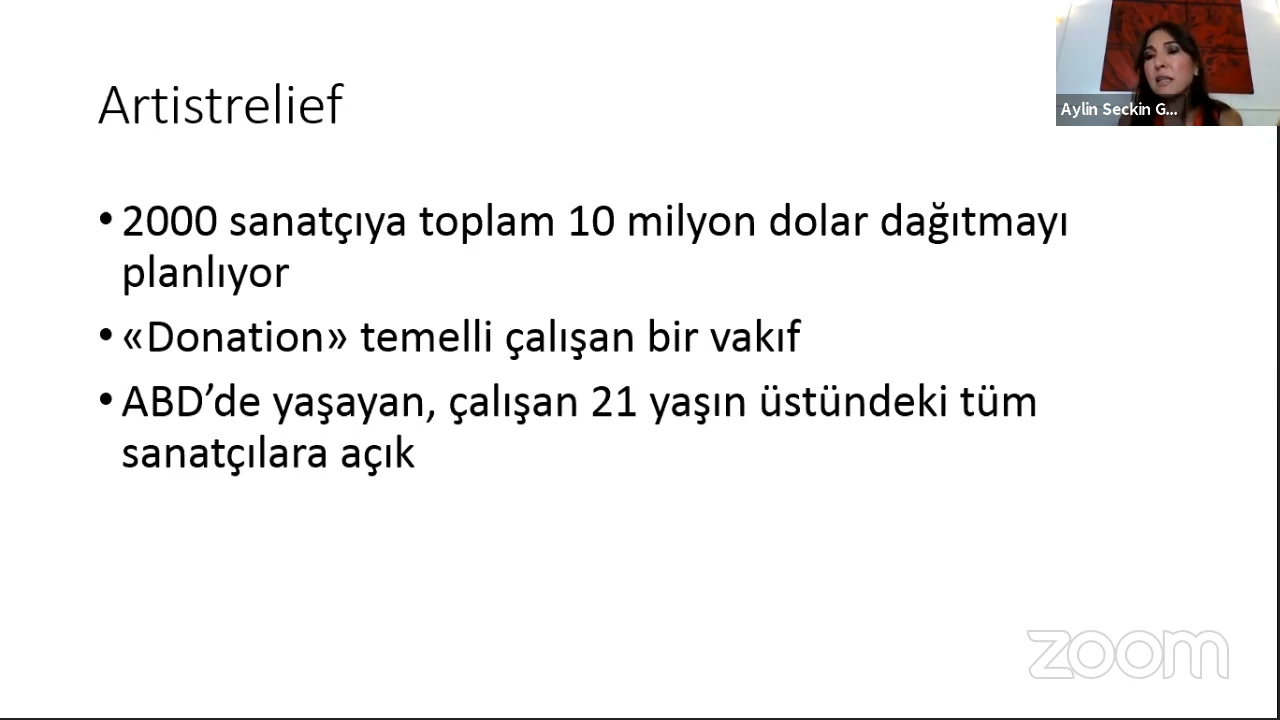 Artistrelief
Aylin Seckin G...
• 2000 sanatçıya toplam 10 milyon dolar dağıtmayı
planlıyor
• «Donation» temelli çalışan bir vakıf
• ABD’de yaşayan, çalışan 21 yaşın üstündeki tüm
sanatçılara açık
zoom